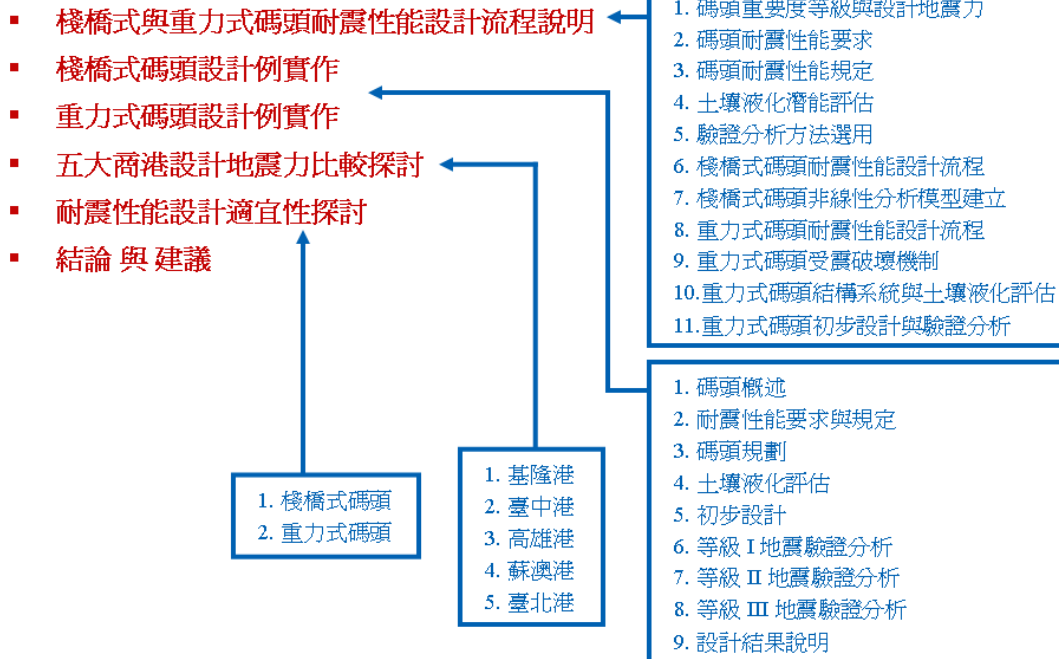 ▪ 棧橋式與重力式碼頭耐震性能設計流程說明
▪ 棧橋式碼頭設計例實作
▪ 重力式碼頭設計例實作
▪ 五大商港設計地震力比較探討
▪ 耐震性能設計適宜性探討
▪ 結論 與 建議
1. 碼頭重要度等級與設計地震力
2. 碼頭耐震性能要求
3. 碼頭耐震性能規定
4. 土壤液化潛能評估
5. 驗證分析方法選用
6. 棧橋式碼頭耐震性能設計流程
7. 棧橋式碼頭非線性分析模型建立
8. 重力式碼頭耐震性能設計流程
9. 重力式碼頭受震破壞機制
10.重力式碼頭結構系統與土壤液化評估
11.重力式碼頭初步設計與驗證分析
1. 碼頭概述
2. 耐震性能要求與規定
3. 碼頭規劃
4. 土壤液化評估
5. 初步設計
6. 等級 I 地震驗證分析
7. 等級 II 地震驗證分析
8. 等級 III 地震驗證分析
9. 設計結果說明
1. 基隆港
2. 臺中港
3. 高雄港
4. 蘇澳港
5. 臺北港
1. 棧橋式碼頭
2. 重力式碼頭